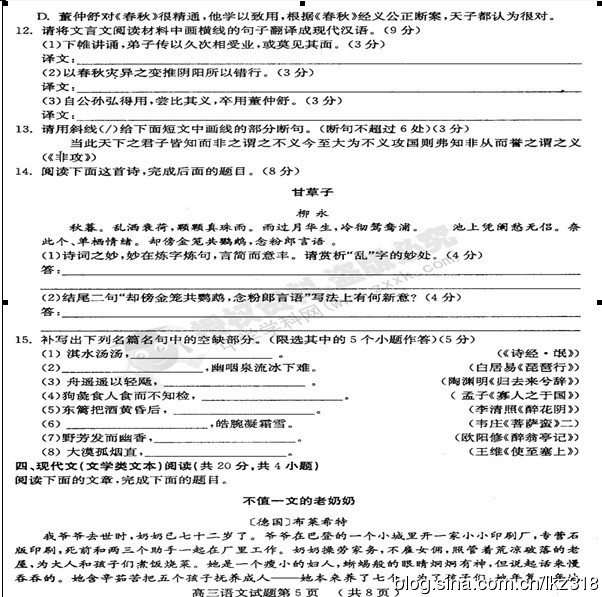 D. 董仲舒对《春秋》很精通,他学以致用,根据《春秋》经义公正断案,天子都认为很对。
12. 请将文言文阅读材料中画横线的句子翻译成现代汉语。(9分)
(1)下帷讲诵,弟子传以久次相受业,或莫见其面。(3分)
译文:
(2)以春秋灾异之变推阴阳所以错行。(3分)
译文:
(3)自公孙弘得用,尝比其义,卒用董仲舒。(3分)
译文:
13. 请用斜线(/)给下面短文中画线的部分断句。(断句不超过6处)(3分)
当此天下之君子皆知而非之谓之不义今至大为不义攻国则弗知非从而誉之谓之义
(《非攻》)
14. 阅读下面这首诗,完成后面的题目。(8分)
甘草子
柳永
秋暮。乱洒衰荷,颗颗真珠雨。雨过月华生,冷彻鸳鸯浦。 池上凭阑愁无侣。奈
此个、单栖情绪。却傍金笼共鹦鹉,念粉郎言语。
(1)诗词之妙,妙在炼字炼句,言简而意丰。请赏析“乱”字的妙处。(4分)
答:
(2)结尾二句“却傍金笼共鹦鹉,念粉郎言语”写法上有何新意?(4分)
答:
15. 补写出下列名篇名句中的空缺部分。(限选其中的5个小题作答)(5分)
(1) 淇水汤汤, 。 (《诗经·氓》)
(2) ,幽咽泉流冰下难。 (白居易《琵琶行》)
(3) 舟遥遥以轻飏, 。 (陶渊明《归去来兮辞》)
(4)狗彘食人食而不知检, 。 (孟子《寡人之于国》)
(5)东篱把酒黄昏后, 。 (李清照《醉花阴》)
(6) ,皓腕凝霜雪。 (韦庄《菩萨蛮》二)
(7)野芳发而幽香, 。 (欧阳修《醉翁亭记》)
(8) 大漠孤烟直, 。 (王维《使至塞上》)
四、现代文(文学类文本)阅读(共20分,共4小题)
阅读下面的文章,完成下面的题目。
不值一文的老奶奶
〔德国〕布莱希特
我爷爷去世时,奶奶已七十二岁了。爷爷在巴登的一个小城里开一家小小印刷厂,专营石
版印刷,死前和两三个助手一起在厂里工作。奶奶操劳家务,不雇女佣,照管着荒凉破落的老
屋,为大人和孩子们煮饭烧菜。她是一个瘦小的妇人,蜥蜴般的眼睛炯炯有神,但说起话来慢
吞吞的。她含辛茹苦把五个孩子抚养成人——她本来养了七个。为了孩子们,她年复一年地
高三语文试题第5页 (共8页)
blog.sina.com.cn/lkz318